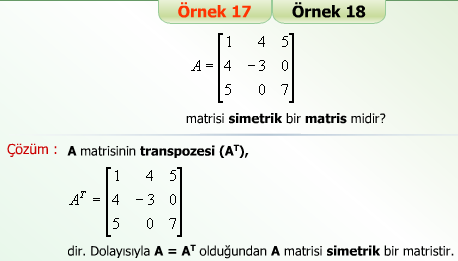 Örnek 17 Örnek 18
A = [1 4 5
4 -3 0
5 0 7]
matrisi simetrik bir matris midir?
Çözüm : A matrisinin transpozesi (Aᵀ),
Aᵀ = [1 4 5
4 -3 0
5 0 7]
dir. Dolayısıyla A = Aᵀ olduğundan A matrisi simetrik bir matristir.